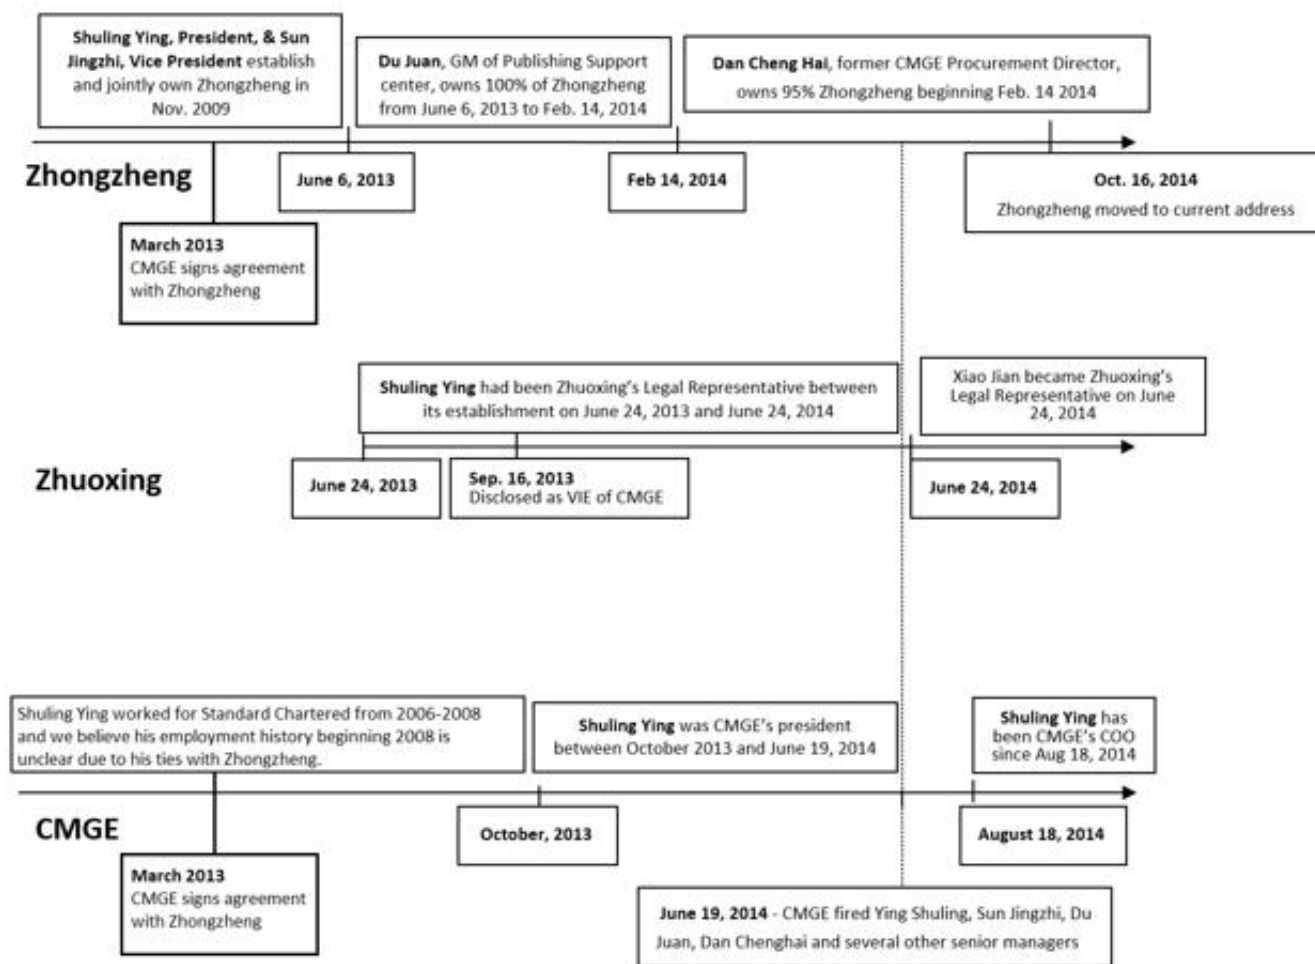 Shuling Ying, President, & Sun
Jingzhi, Vice President establish
and jointly own Zhongzheng in
Nov. 2009
Du Juan, GM of Publishing Support
center, owns 100% of Zhongzheng
from June 6, 2013 to Feb. 14, 2014
Dan Cheng Hai, former CMGE Procurement Director,
owns 95% Zhongzheng beginning Feb. 14 2014
Zhongzheng
June 6, 2013
Feb 14, 2014
Oct. 16, 2014
Zhongzheng moved to current address
March 2013
CMGE signs agreement
with Zhongzheng
Shuling Ying had been Zhuoxing's Legal Representative between
its establishment on June 24, 2013 and June 24, 2014
Xiao Jian became Zhuoxing's
Legal Representative on June
24, 2014
Zhuoxing
June 24, 2013
Sep. 16, 2013
Disclosed as VIE of CMGE
June 24, 2014
Shuling Ying worked for Standard Chartered from 2006-2008
and we believe his employment history beginning 2008 is
unclear due to his ties with Zhongzheng.
Shuling Ying was CMGE's president
between October 2013 and June 19, 2014
Shuling Ying has
been CMGE's COO
since Aug 18, 2014
CMGE
October, 2013
August 18, 2014
March 2013
CMGE signs agreement
with Zhongzheng
June 19, 2014 - CMGE fired Ying Shuling, Sun Jingzhi, Du
Juan, Dan Chenghai and several other senior managers